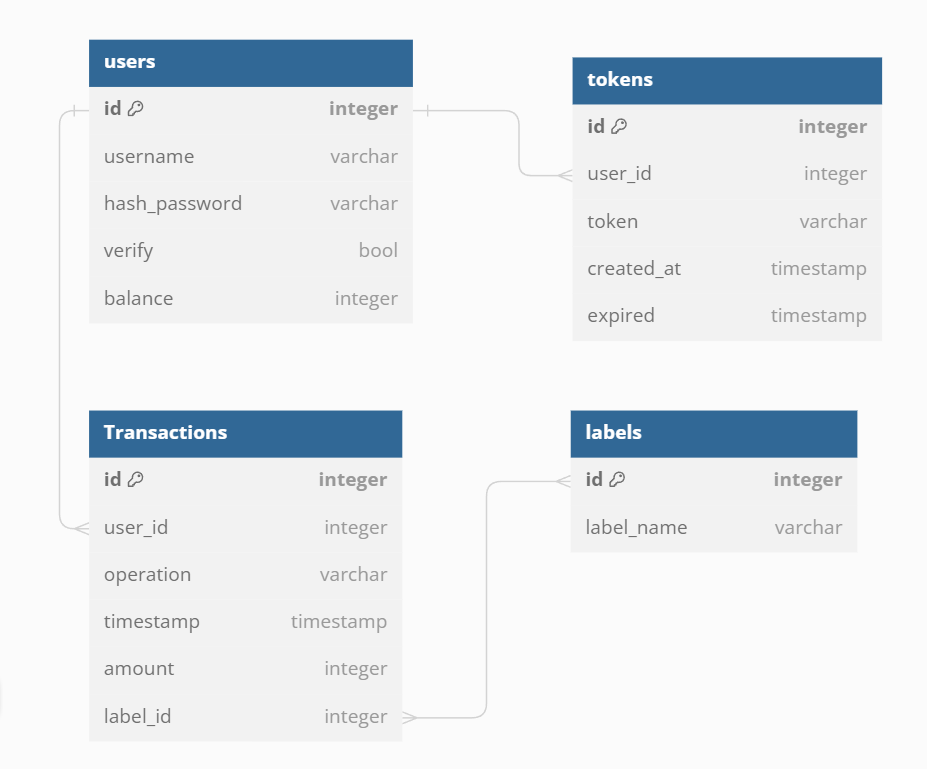 users
id integer
username varchar
hash_password varchar
verify bool
balance integer
tokens
id integer
user_id integer
token varchar
created_at timestamp
expired timestamp
Transactions
id integer
user_id integer
operation varchar
timestamp timestamp
amount integer
label_id integer
labels
id integer
label_name varchar